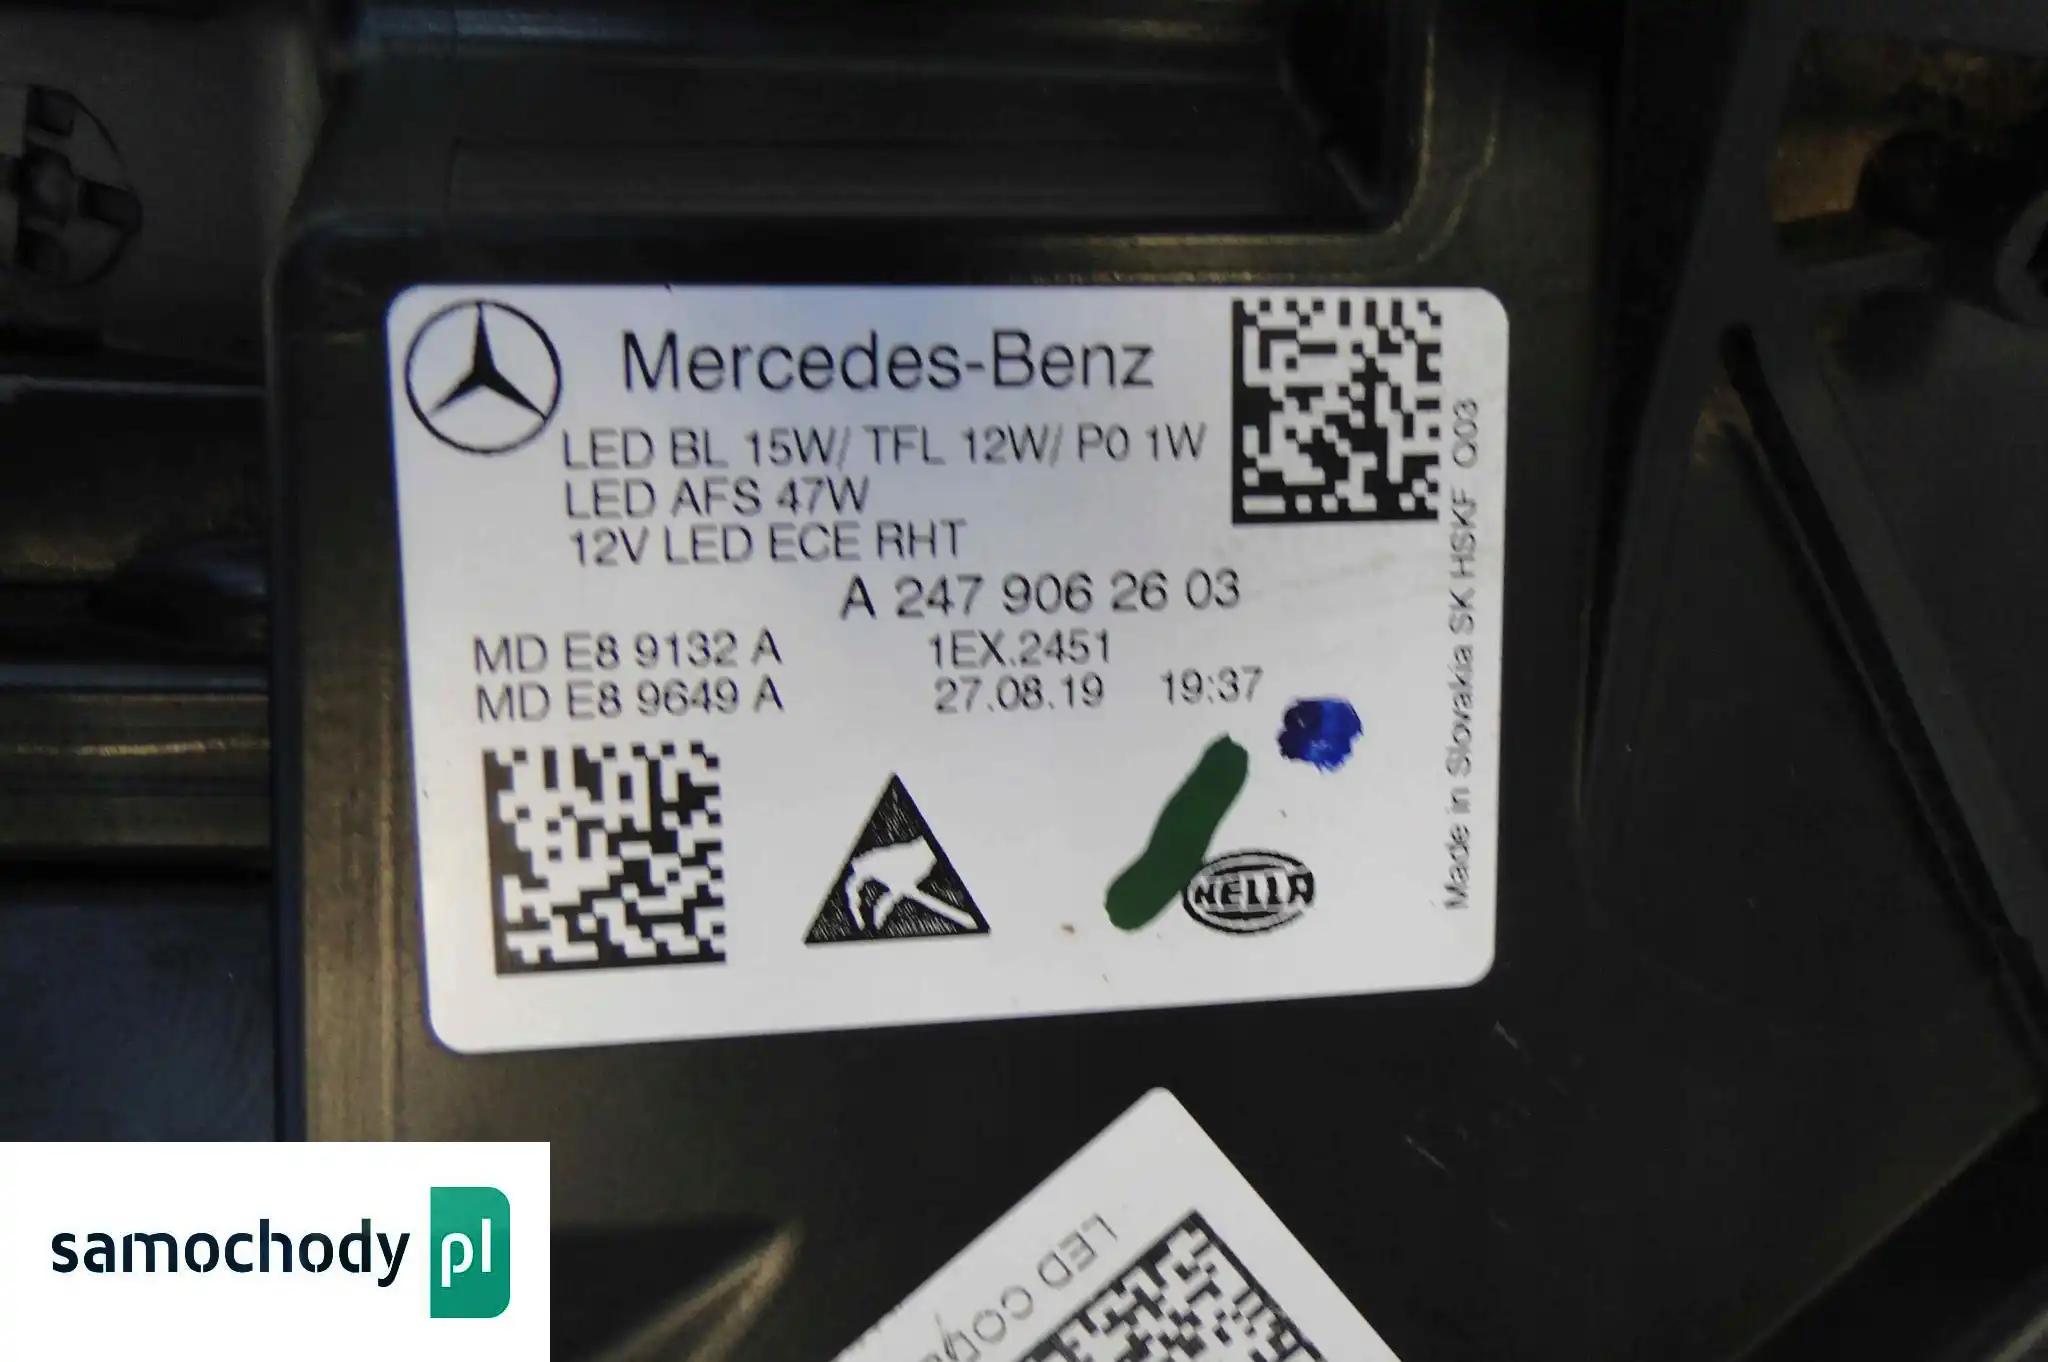 Mercedes-Benz
LED BL 15W/ TFL 12W/ P0 1W
LED AFS 47W
12V LED ECE RHT
A 247 906 26 03
MD E8 9132 A
1EX.2451
MD E8 9649 A
27.08.19 19:37
HELLA
Made in Slovakia SK HSKF Q03
LED
samochody pl